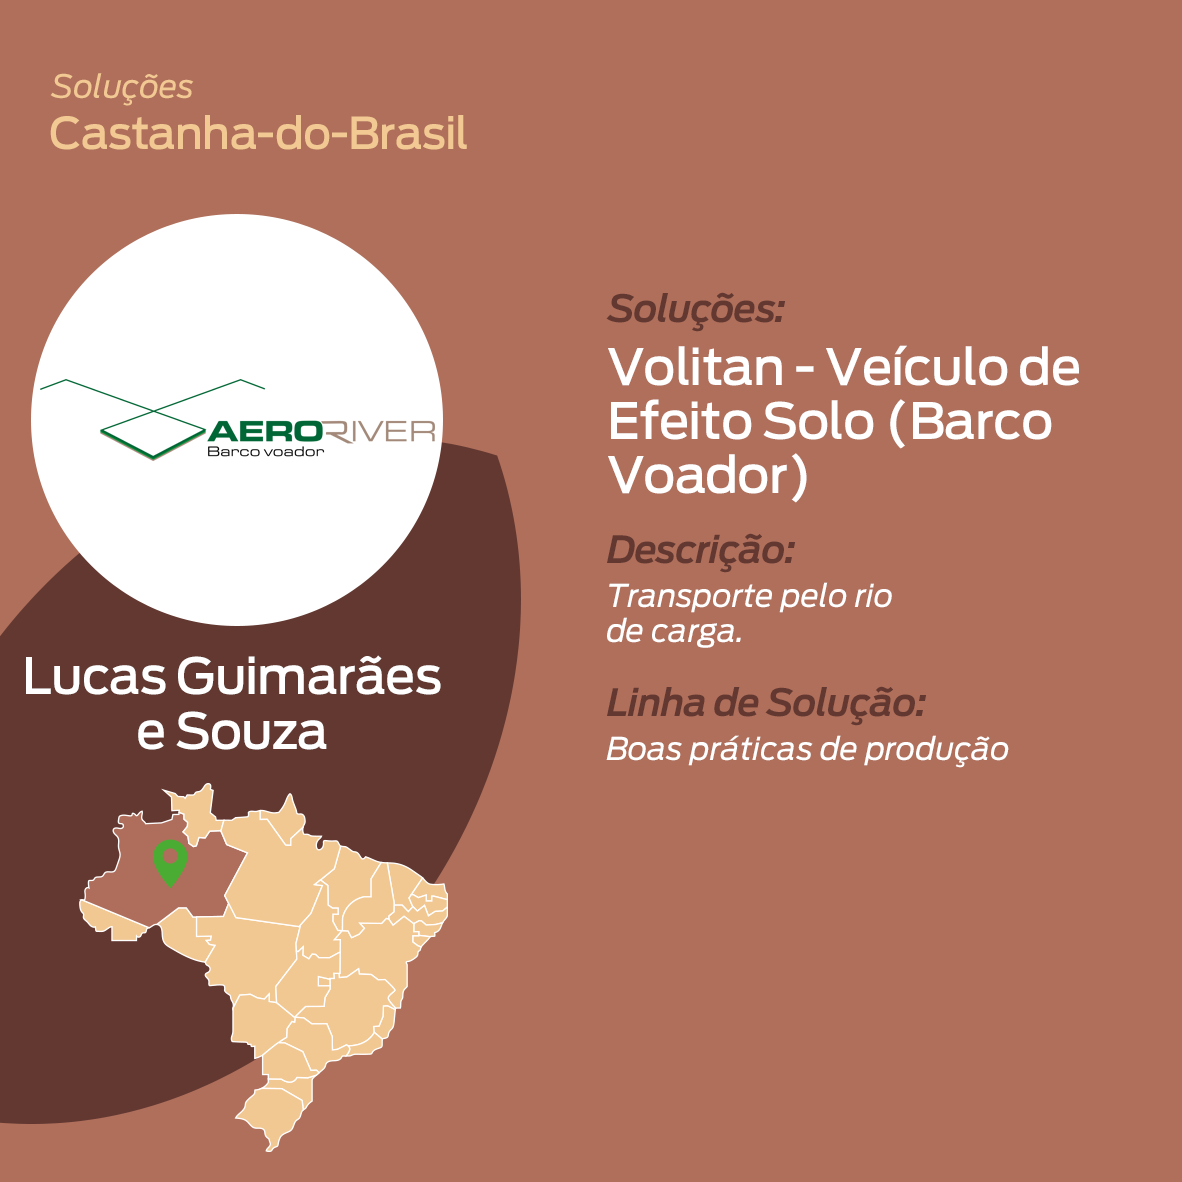 Soluções
Castanha-do-Brasil
AERORIVER
Barco voador
Lucas Guimarães
e Souza
Soluções:
Volitan - Veículo de
Efeito Solo (Barco
Voador)
Descrição:
Transporte pelo rio
de carga.
Linha de Solução:
Boas práticas de produção